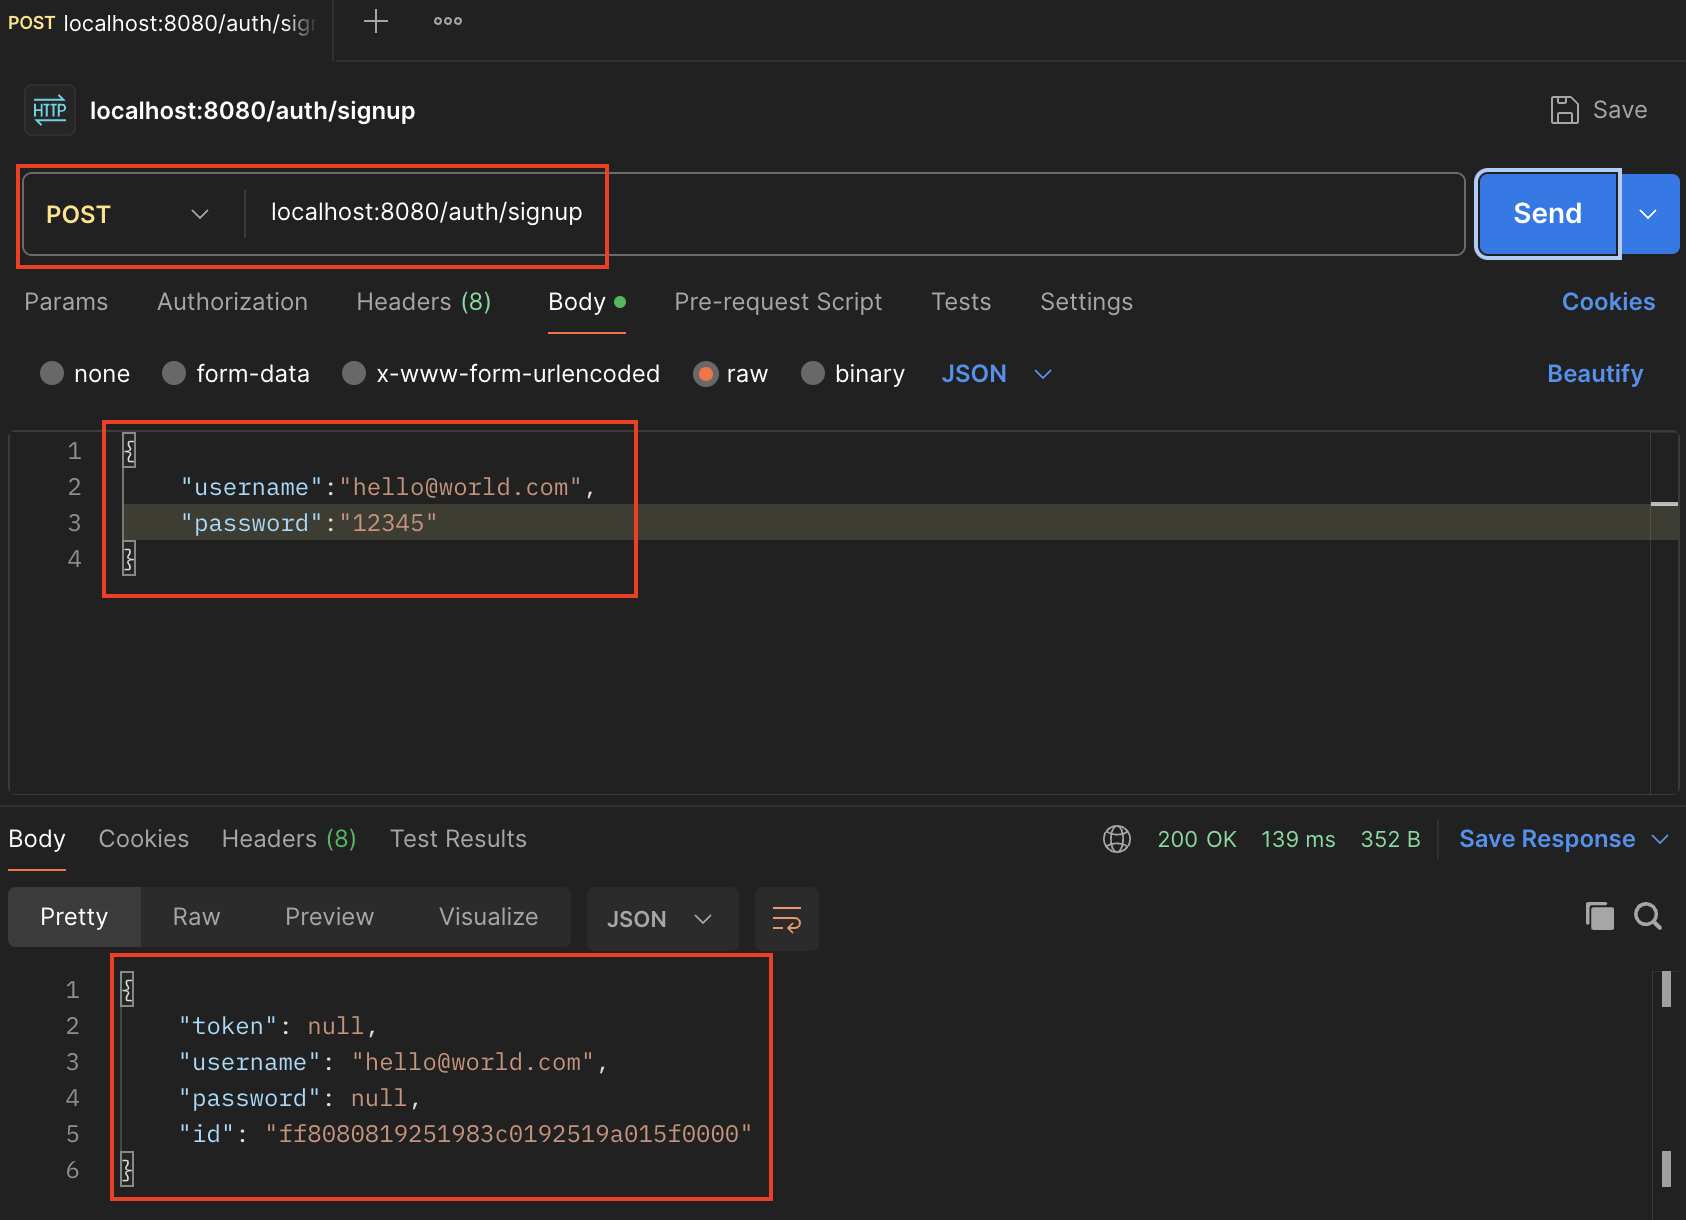 POST localhost:8080/auth/sig
HTTP localhost:8080/auth/signup
Save
POST localhost:8080/auth/signup
Send
Params Authorization Headers (8) Body Pre-request Script Tests Settings Cookies
none form-data x-www-form-urlencoded raw binary JSON Beautify
1 {
2 "username":"hello@world.com",
3 "password":"12345"
4 }
Body Cookies Headers (8) Test Results 200 OK 139 ms 352 B Save Response
Pretty Raw Preview Visualize JSON
1 {
2 "token": null,
3 "username": "hello@world.com",
4 "password": null,
5 "id": "ff8080819251983c0192519a015f0000"
6 }